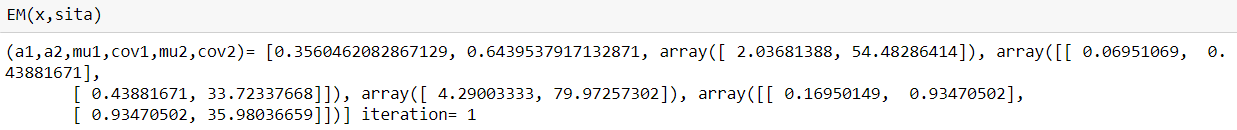 EM(x,sita)
(a1,a2,mu1,cov1,mu2,cov2)= [0.3560462082867129, 0.6439537917132871, array([ 2.03681388, 54.48286414]), array([[ 0.06951069,  0.
43881671],
       [ 0.43881671, 33.72337668]]), array([ 4.29003333, 79.97257302]), array([[ 0.16950149,  0.93470502],
       [ 0.93470502, 35.98036659]])] iteration= 1